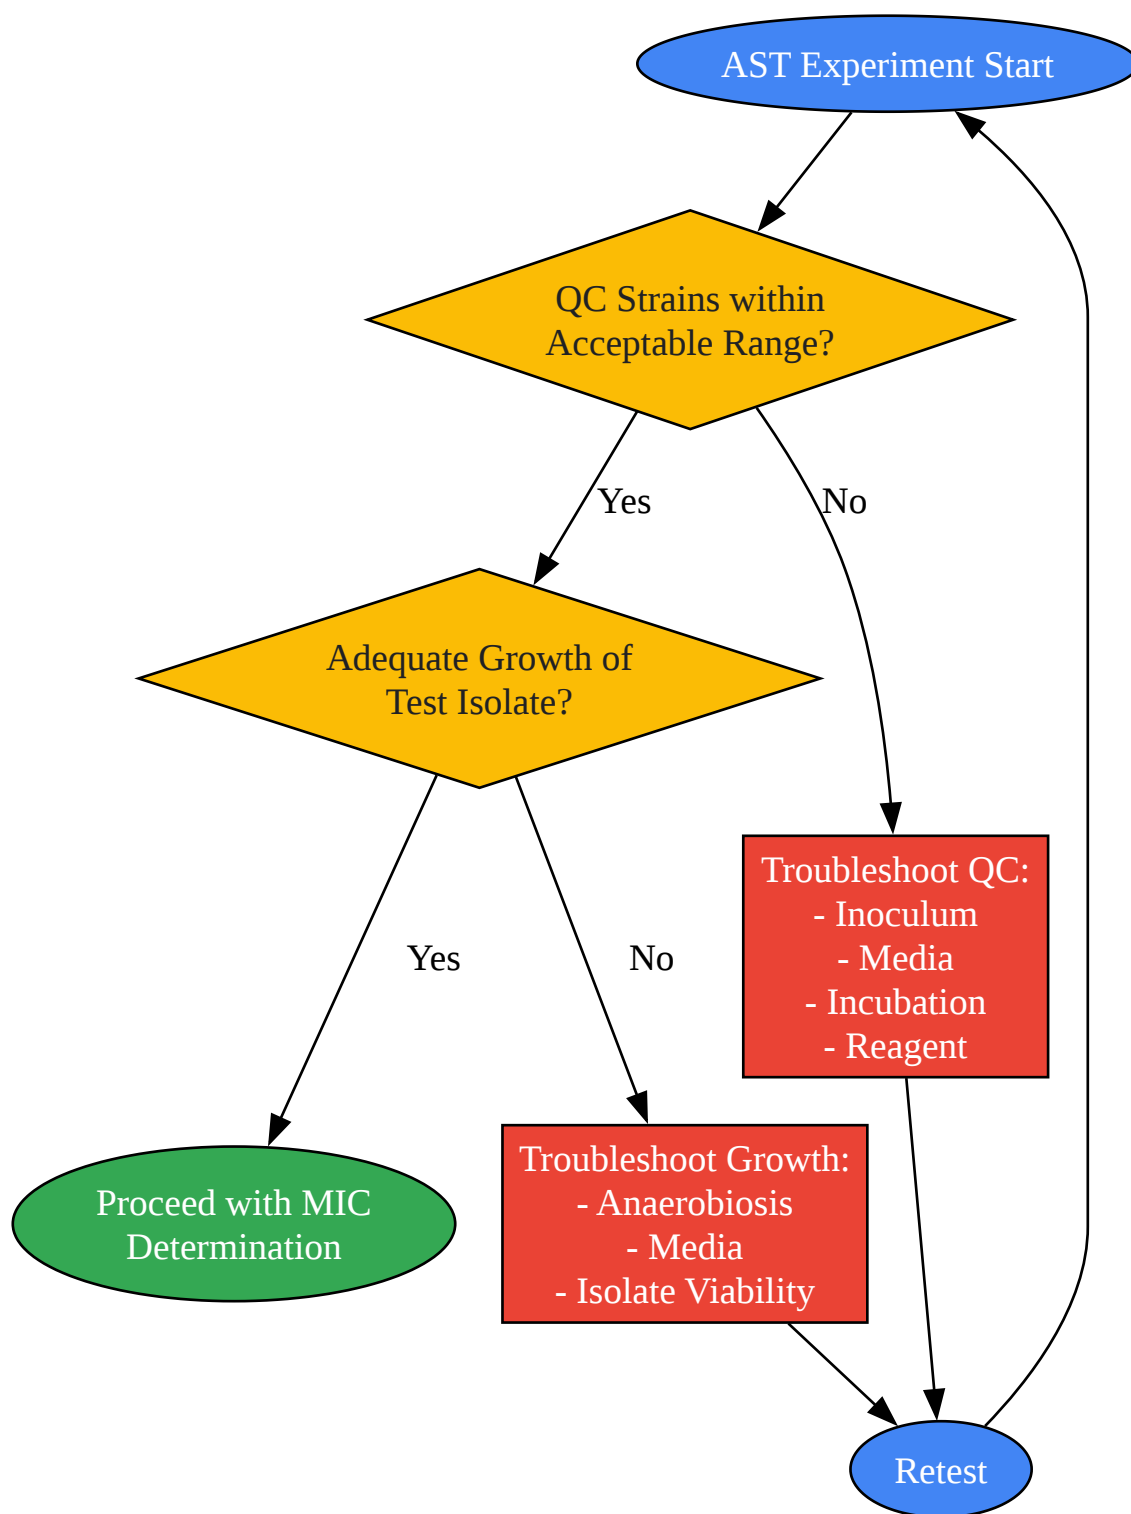 AST Experiment Start
QC Strains within
Acceptable Range?
Yes
No
Adequate Growth of
Test Isolate?
Troubleshoot QC:
- Inoculum
- Media
- Incubation
- Reagent
Yes
No
Troubleshoot Growth:
- Anaerobiosis
- Media
- Isolate Viability
Proceed with MIC
Determination
Retest